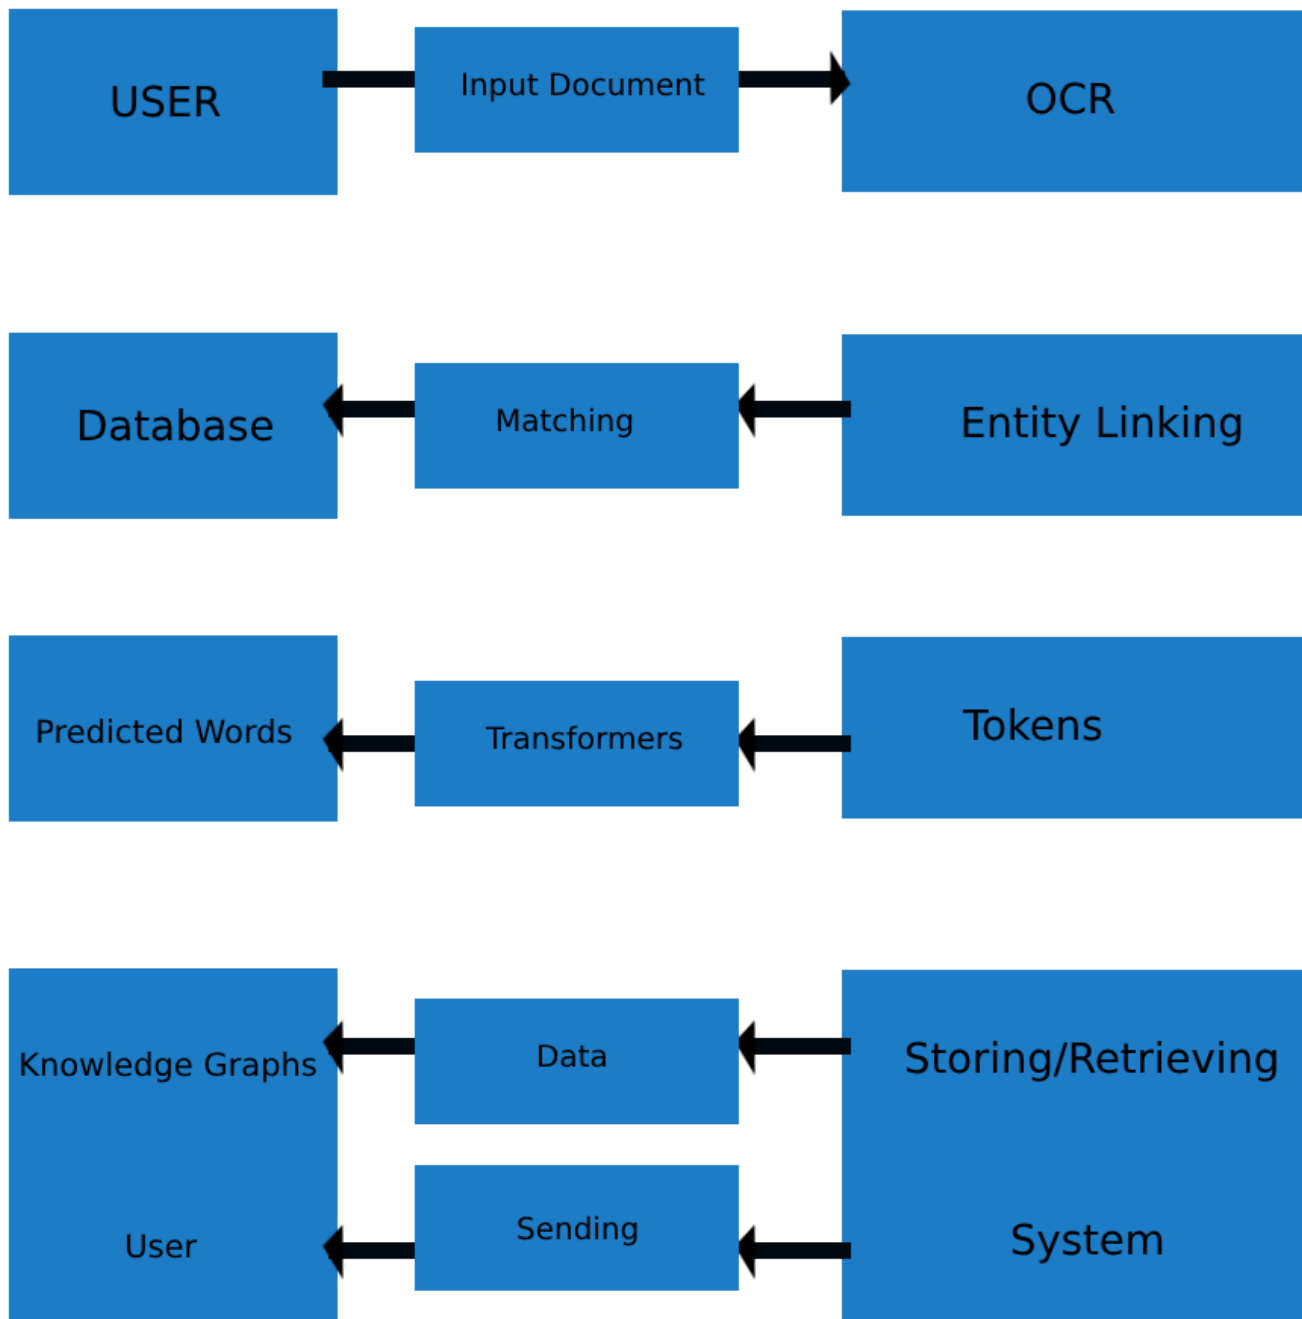 USER
Input Document
OCR
Database
Matching
Entity Linking
Predicted Words
Transformers
Tokens
Knowledge Graphs
Data
Storing/Retrieving
User
Sending
System